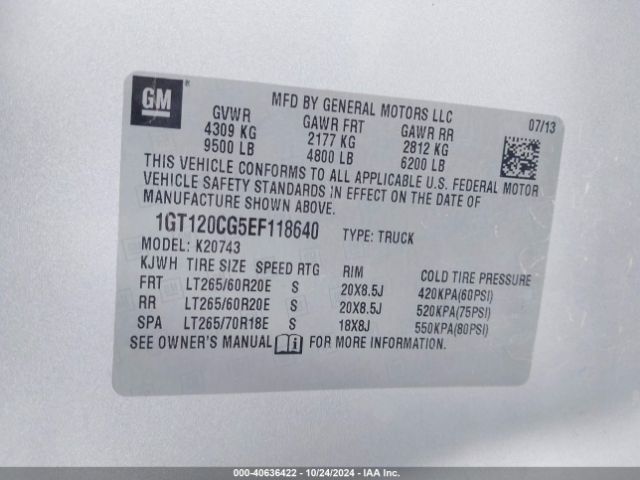 GM
MFD BY GENERAL MOTORS LLC
07/13
GVWR GAWR FRT GAWR RR
4309 KG 2177 KG 2812 KG
9500 LB 4800 LB 6200 LB
THIS VEHICLE CONFORMS TO ALL APPLICABLE U.S. FEDERAL MOTOR
VEHICLE SAFETY STANDARDS IN EFFECT ON THE DATE OF
MANUFACTURE SHOWN ABOVE.
1GT120CG5EF118640 TYPE: TRUCK
MODEL: K20743
KJWH TIRE SIZE SPEED RTG RIM COLD TIRE PRESSURE
FRT LT265/60R20E S 20X8.5J 420KPA(60PSI)
RR LT265/60R20E S 20X8.5J 520KPA(75PSI)
SPA LT265/70R18E S 18X8J 550KPA(80PSI)
SEE OWNER'S MANUAL FOR MORE INFORMATION.
000-40636422 - 10/24/2024 - IAA Inc.